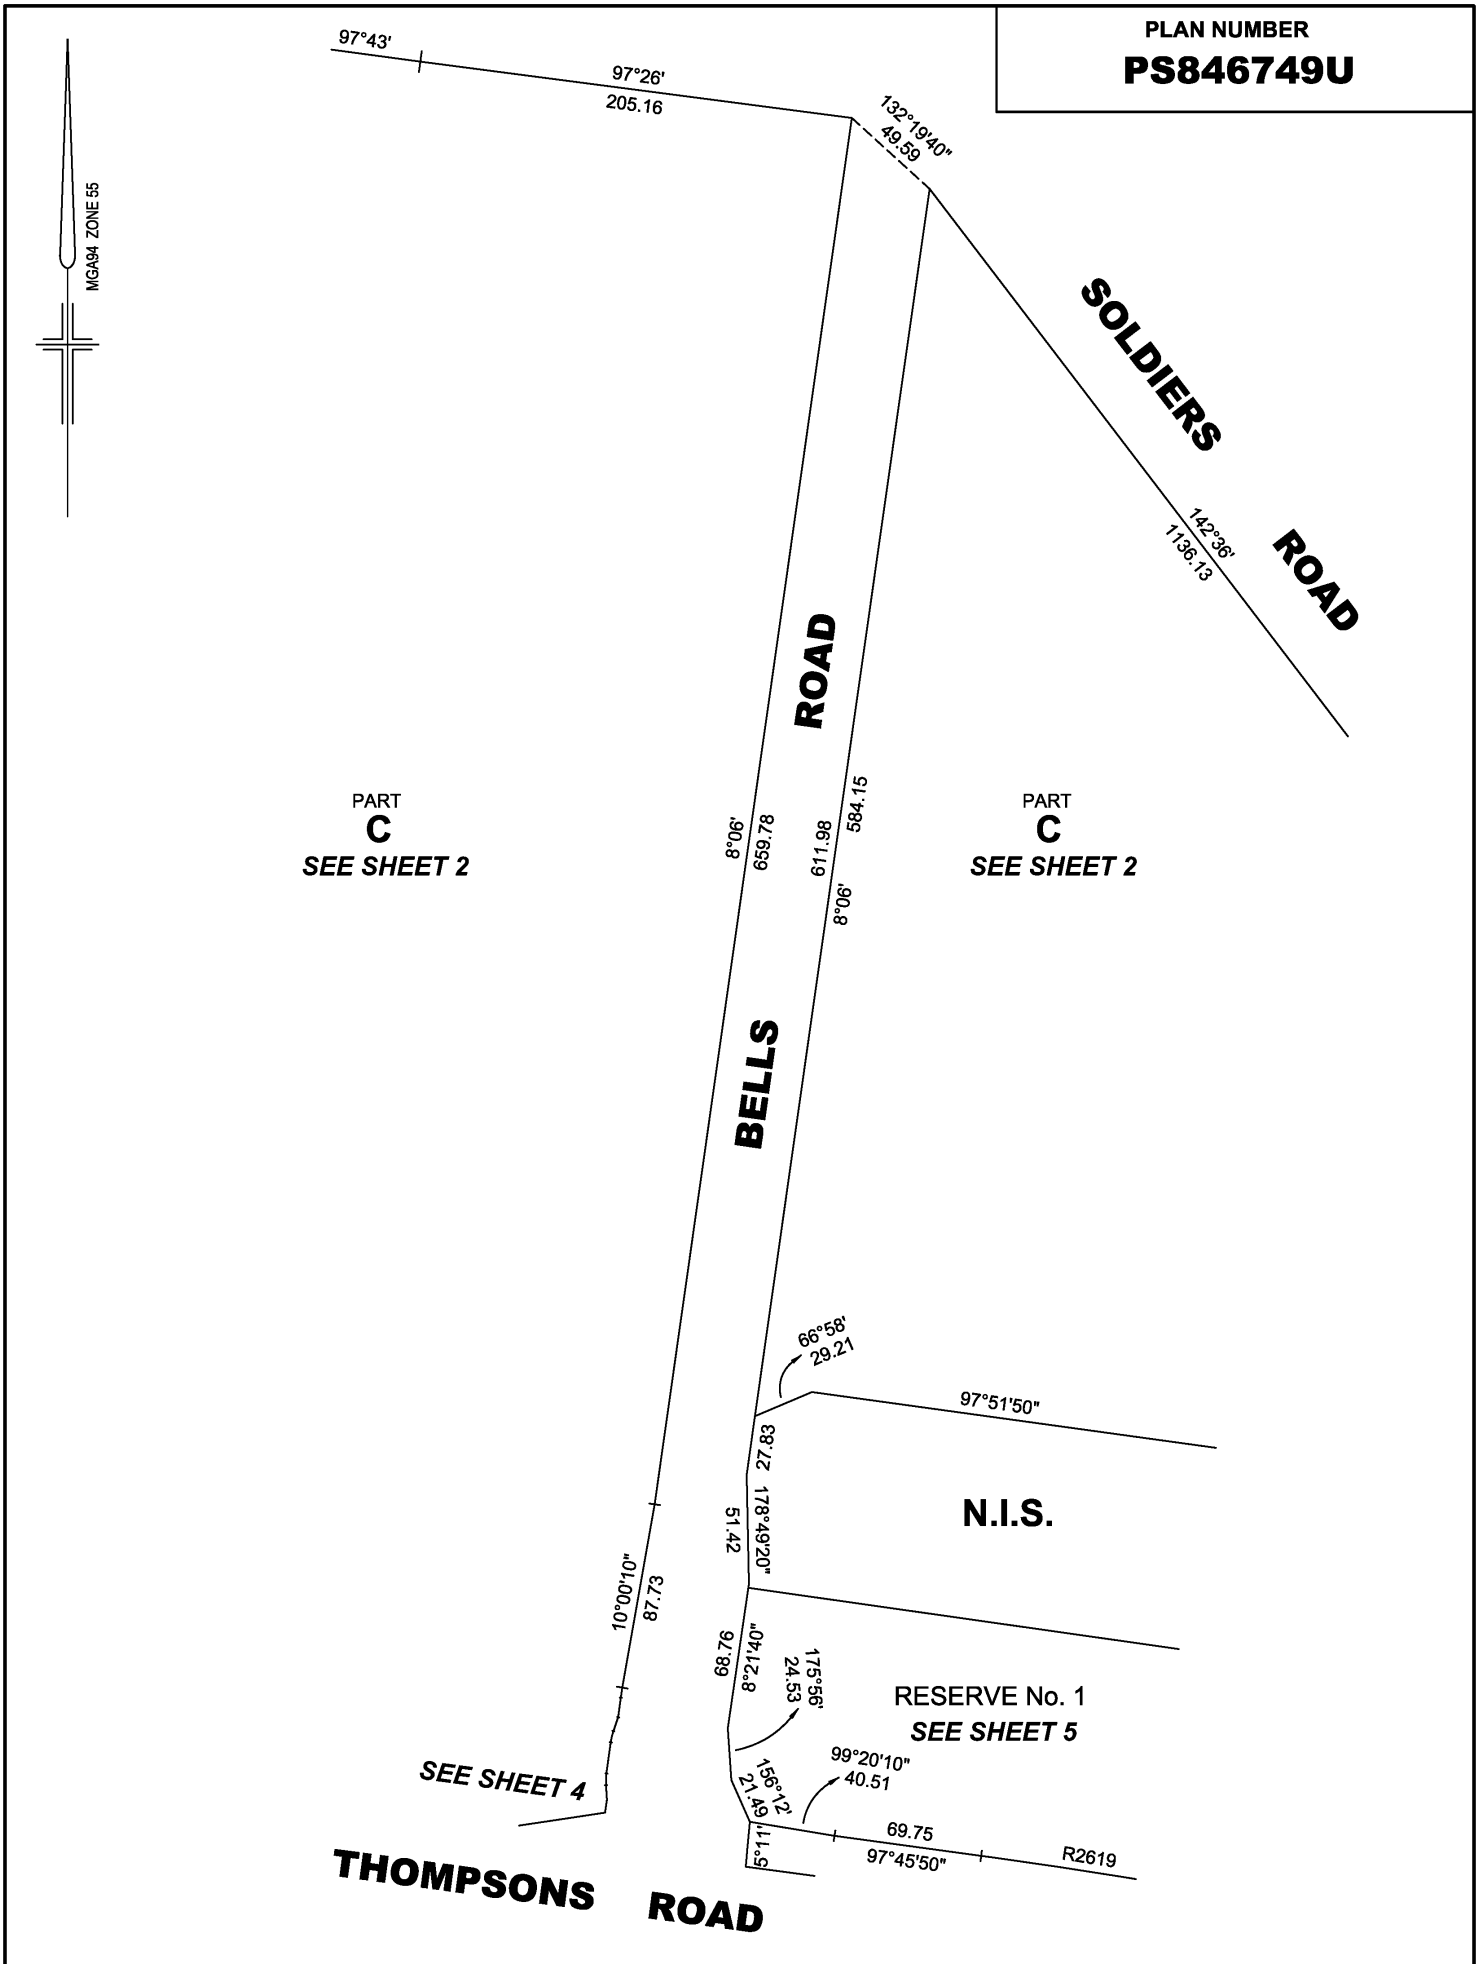 PLAN NUMBER
PS846749U
97°43'
97°26'
205.16
132°19'40"
49.59
MGA94 ZONE 55
SOLDIERS
ROAD
142°36'
1136.13
ROAD
BELLS
PART
C
SEE SHEET 2
8°06'
659.78
611.98
584.15
8°06'
PART
C
SEE SHEET 2
66°58'
29.21
97°51'50"
27.83
51.42
178°49'20"
N.I.S.
10°00'10"
87.73
68.76
8°21'40"
175°56'
24.53
RESERVE No. 1
SEE SHEET 5
SEE SHEET 4
156°12'
21.49
99°20'10"
40.51
5°11'
69.75
97°45'50"
R2619
THOMPSONS ROAD